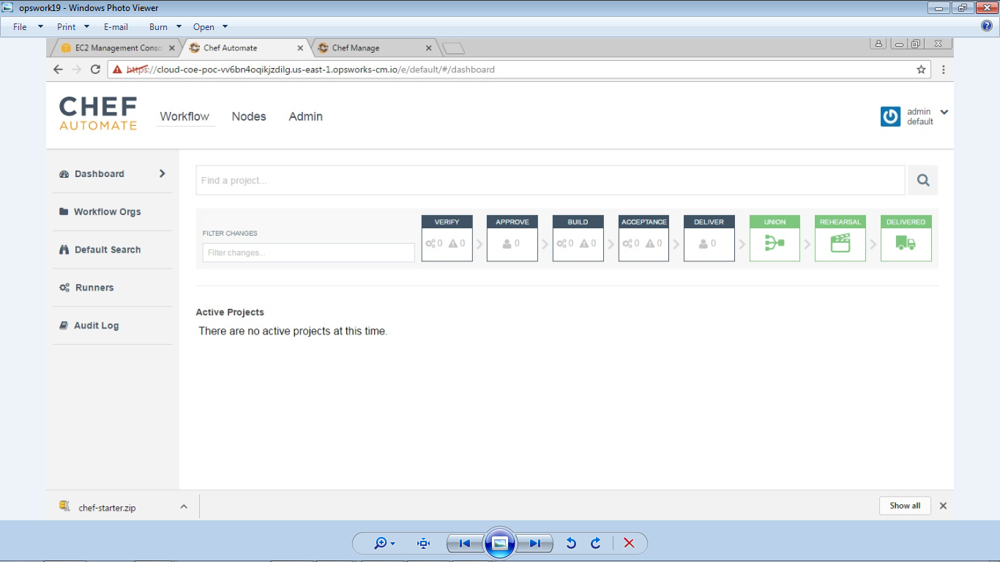 opswork19 - Windows Photo Viewer
File Print E-mail Burn Open
EC2 Management Conso Chef Automate Chef Manage
https://cloud-coe-poc-vv6bn4oqikjzdilg.us-east-1.opsworks-cm.io/e/default/#/dashboard
CHEF
AUTOMATE
Workflow Nodes Admin
admin
default
Dashboard
Workflow Orgs
Default Search
Runners
Audit Log
Find a project...
FILTER CHANGES
Filter changes...
VERIFY APPROVE BUILD ACCEPTANCE DELIVER UNION REHEARSAL DELIVERED
0 0 0 0 0 0 0 0
Active Projects
There are no active projects at this time.
chef-starter.zip
Show all